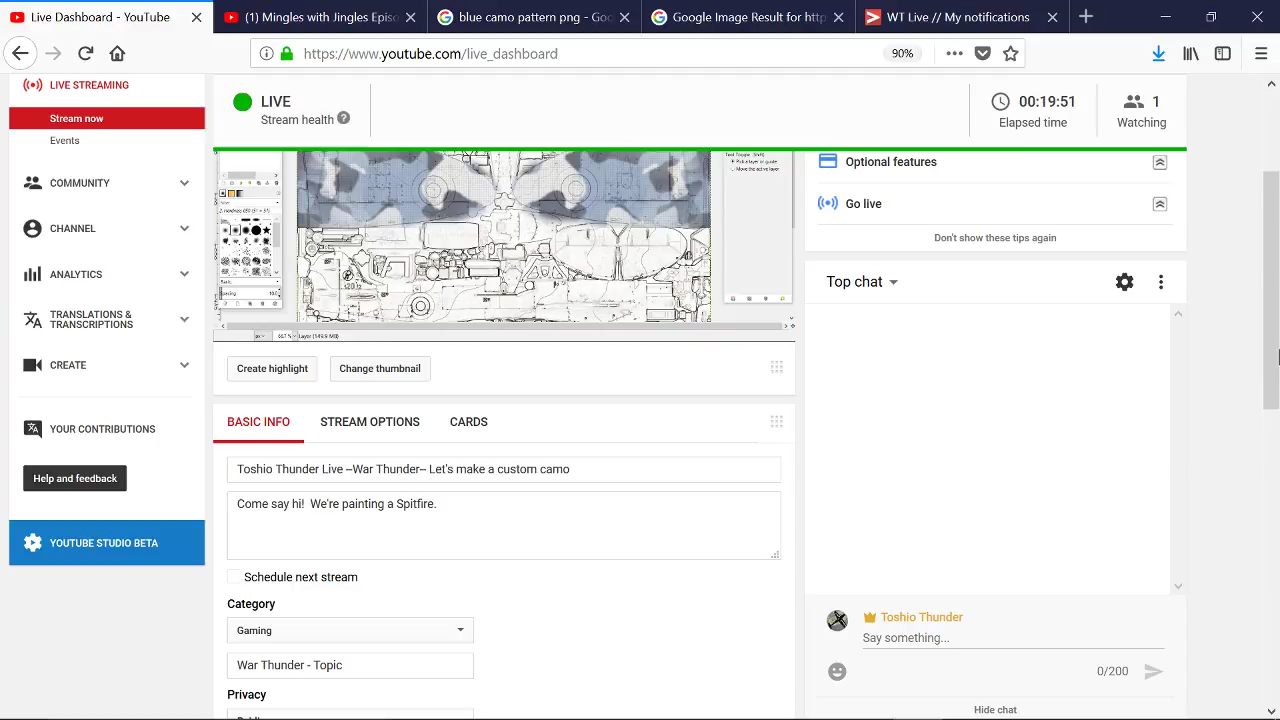 Live Dashboard - YouTube
(1) Mingles with Jingles Episo
blue camo pattern png - Goo
Google Image Result for http
WT Live // My notifications
https://www.youtube.com/live_dashboard
90%
LIVE STREAMING
Stream now
Events
COMMUNITY
CHANNEL
ANALYTICS
TRANSLATIONS &
TRANSCRIPTIONS
CREATE
YOUR CONTRIBUTIONS
Help and feedback
YOUTUBE STUDIO BETA
LIVE
Stream health
00:19:51
Elapsed time
1
Watching
Create highlight
Change thumbnail
BASIC INFO
STREAM OPTIONS
CARDS
Toshio Thunder Live --War Thunder-- Let's make a custom camo
Come say hi!  We're painting a Spitfire.
Schedule next stream
Category
Gaming
War Thunder - Topic
Privacy
Optional features
Go live
Don't show these tips again
Top chat
Toshio Thunder
Say something...
0/200
Hide chat